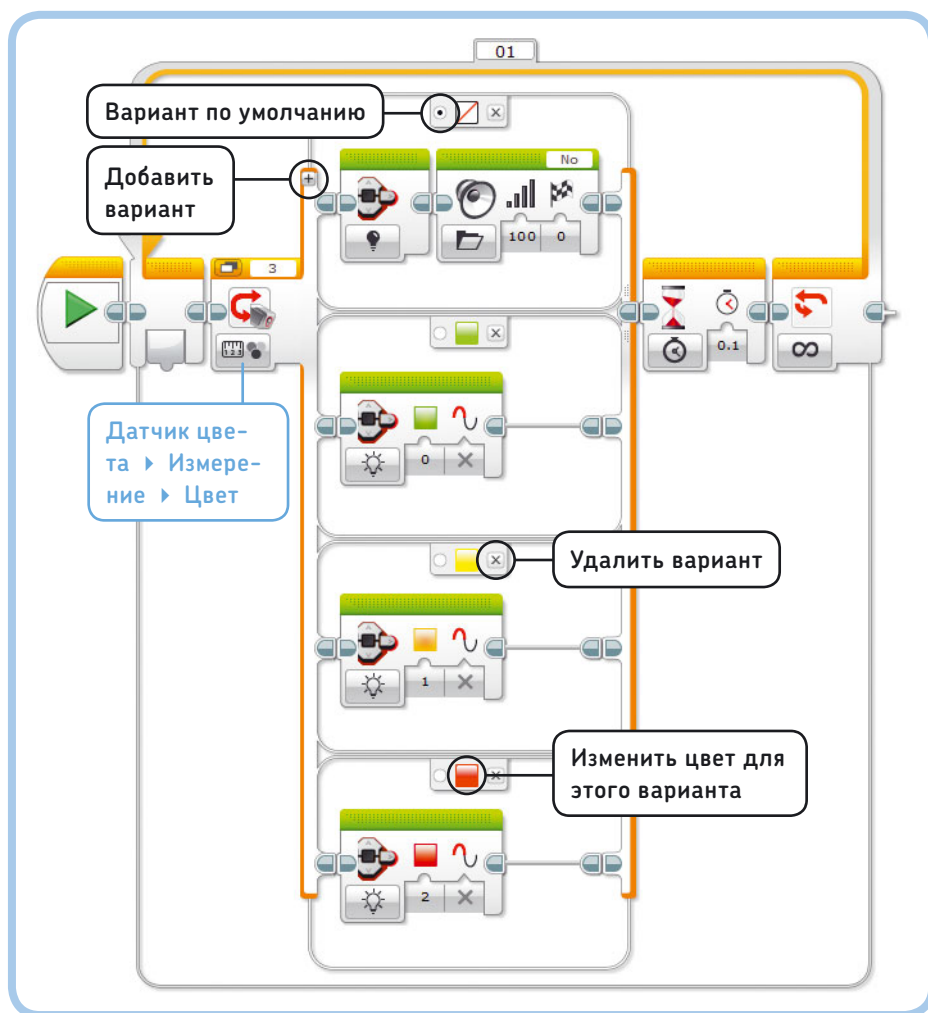 01
Вариант по умолчанию
Добавить
вариант
No
100 0
3
0.1
Датчик цве-
та ▸ Измере-
ние ▸ Цвет
0
Удалить вариант
1
Изменить цвет для
этого варианта
2